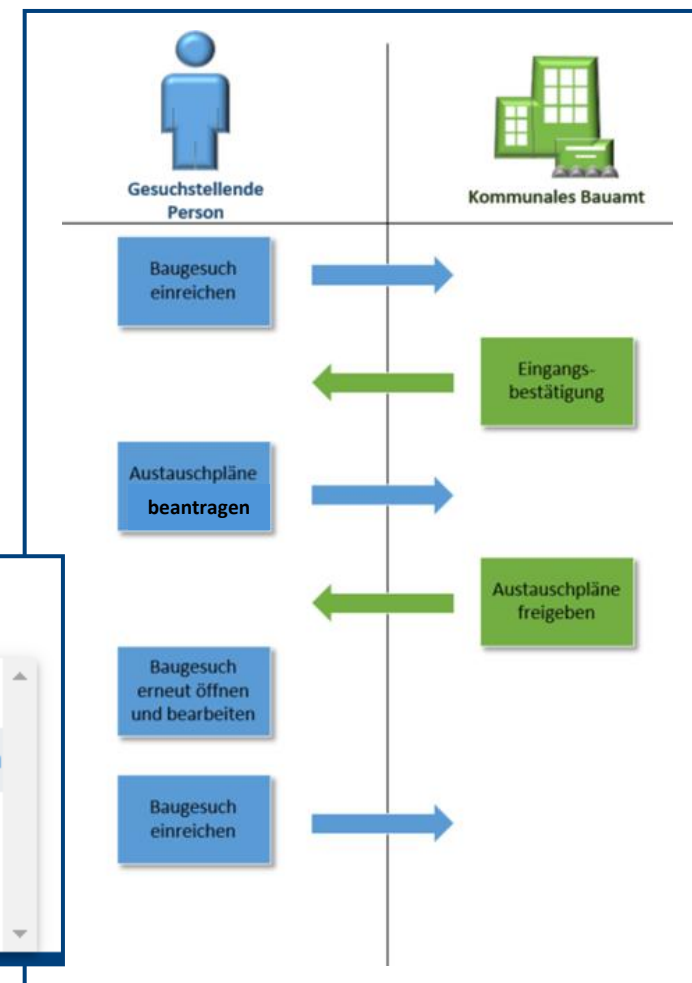 Gesuchstellende
Person
Kommunales Bauamt
Baugesuch
einreichen
Eingangs-
bestätigung
Austauschpläne
beantragen
Austauschpläne
freigeben
Baugesuch
erneut öffnen
und bearbeiten
Baugesuch
einreichen